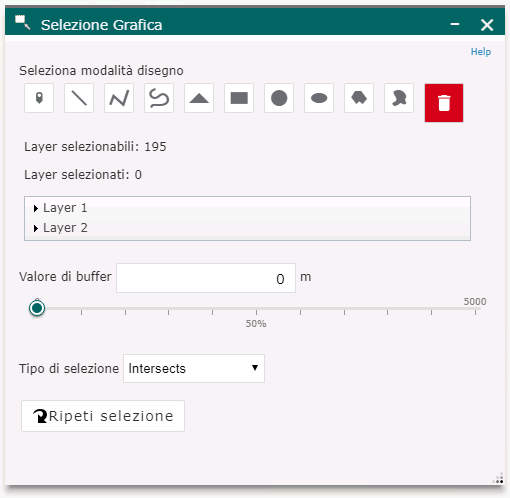 Selezione Grafica
Help
Seleziona modalità disegno
Layer selezionabili: 195
Layer selezionati: 0
Layer 1
Layer 2
Valore di buffer 0 m
5000
50%
Tipo di selezione Intersects
Ripeti selezione